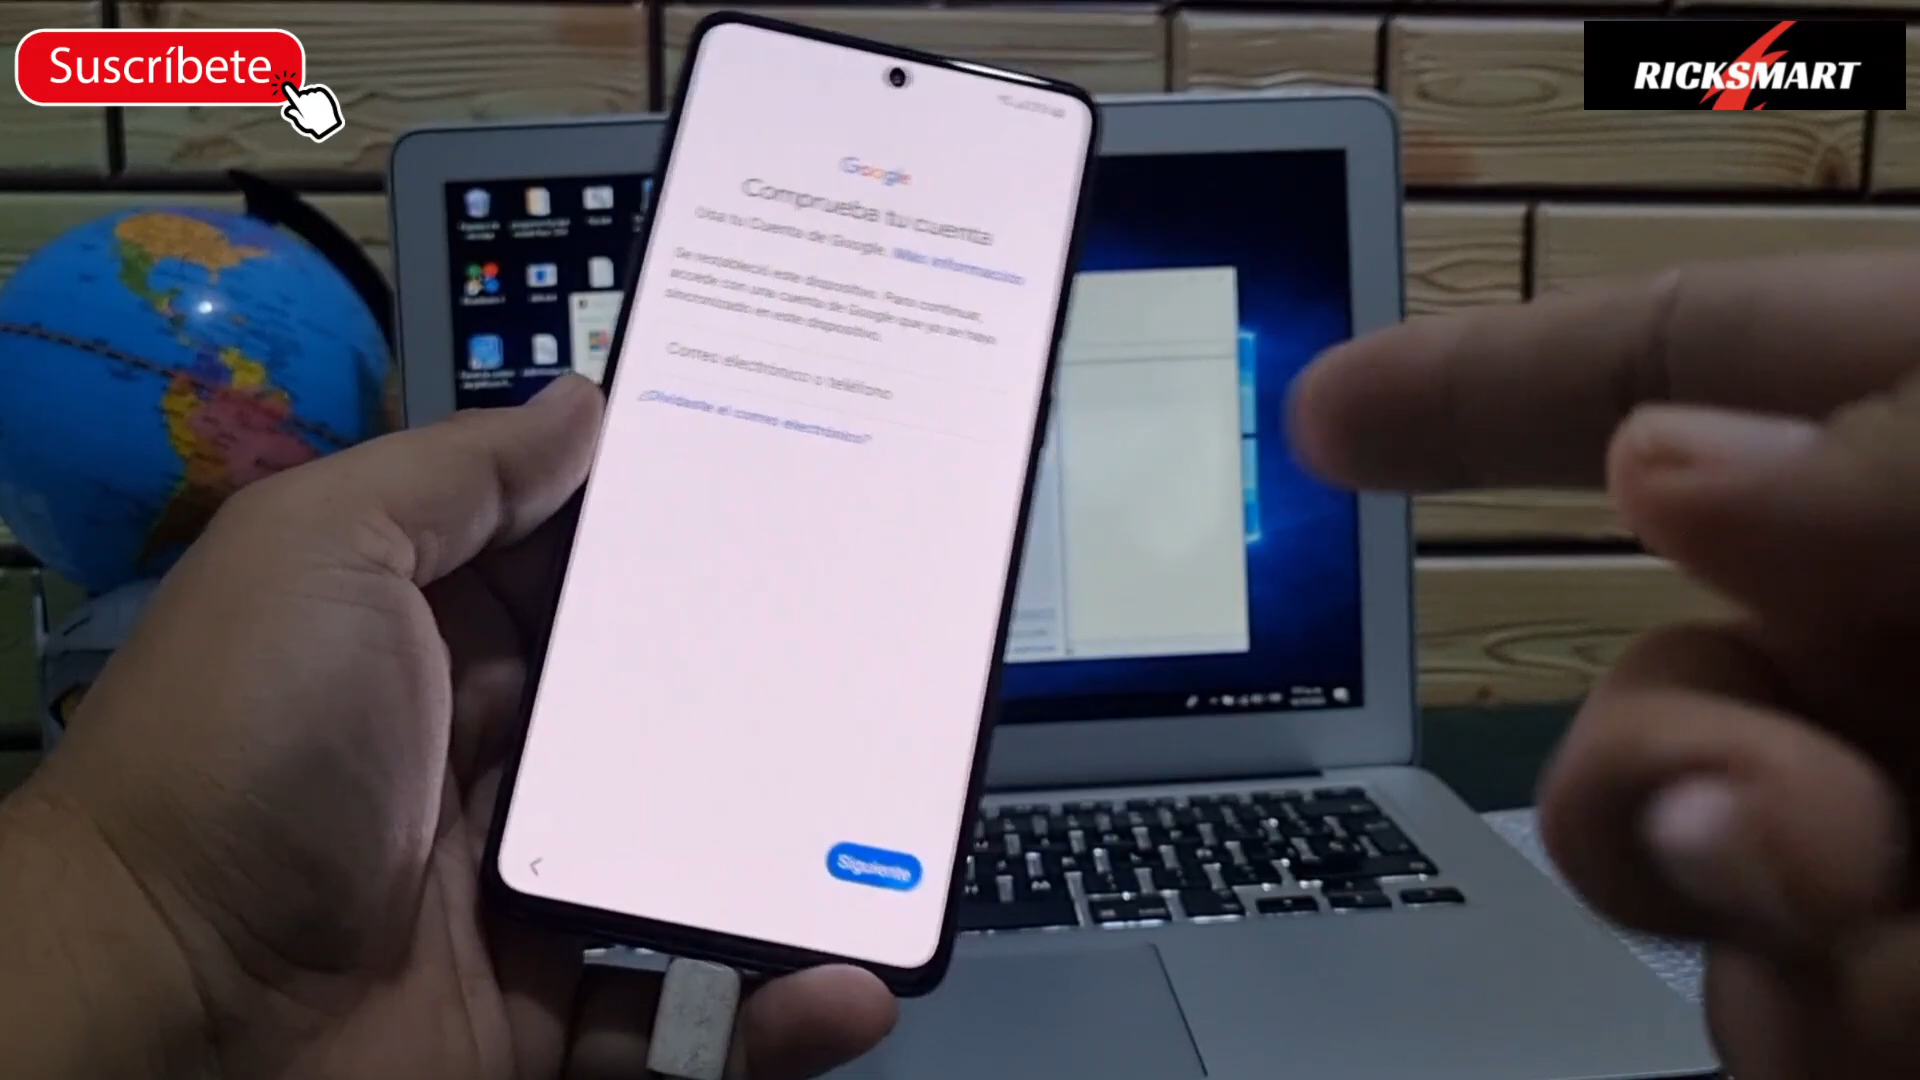 Suscríbete
RICKSMART
Google
Comprueba tu cuenta
Usa tu Cuenta de Google. Más información
Se restableció este dispositivo. Para continuar,
accede con una cuenta de Google que ya se haya
sincronizado en este dispositivo.
Correo electrónico o teléfono
¿Olvidaste el correo electrónico?
Siguiente